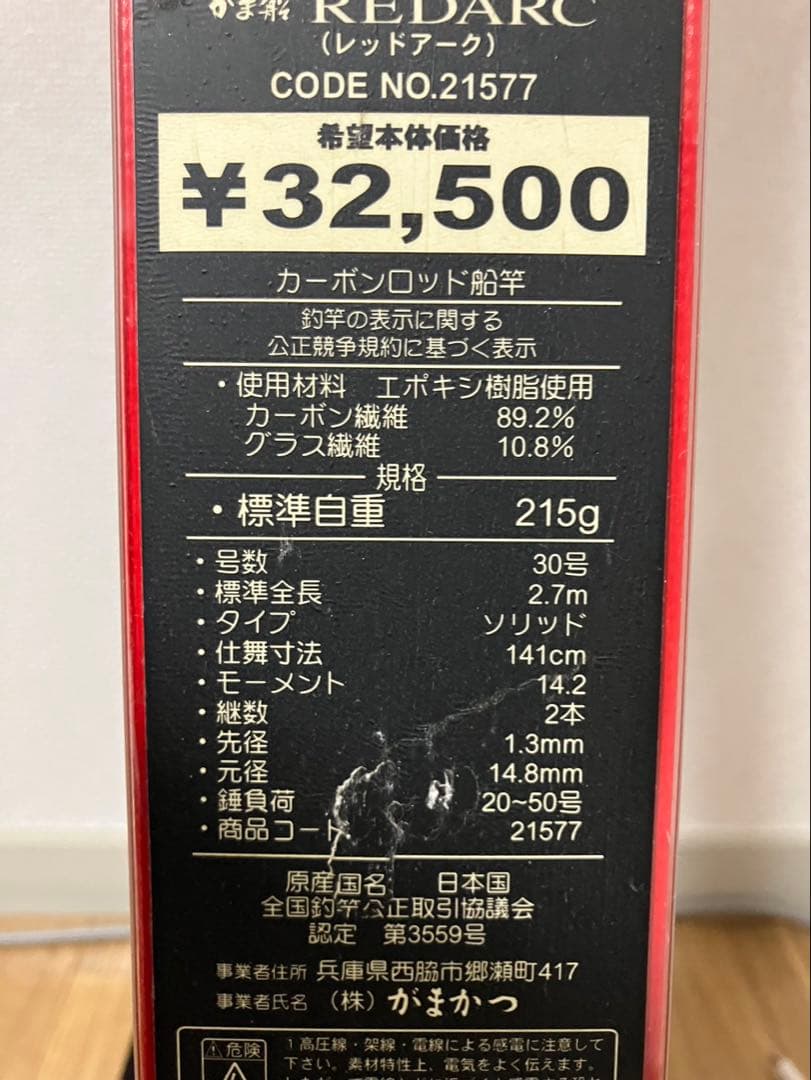 がま船 REDARC
(レッドアーク)
CODE NO.21577
希望本体価格
￥32,500
カーボンロッド船竿
釣竿の表示に関する
公正競争規約に基づく表示
・使用材料　エポキシ樹脂使用
カーボン繊維 89.2%
グラス繊維 10.8%
規格
・標準自重 215g
・号数 30号
・標準全長 2.7m
・タイプ ソリッド
・仕舞寸法 141cm
・モーメント 14.2
・継数 2本
・先径 1.3mm
・元径 14.8mm
・錘負荷 20~50号
・商品コード 21577
原産国名　日本国
全国釣竿公正取引協議会
認定　第3559号
事業者住所 兵庫県西脇市郷瀬町417
事業者氏名 (株) がまかつ
⚠危険
1高圧線・架線・電線による感電に注意して
下さい。素材特性上、電気をよく伝えます。